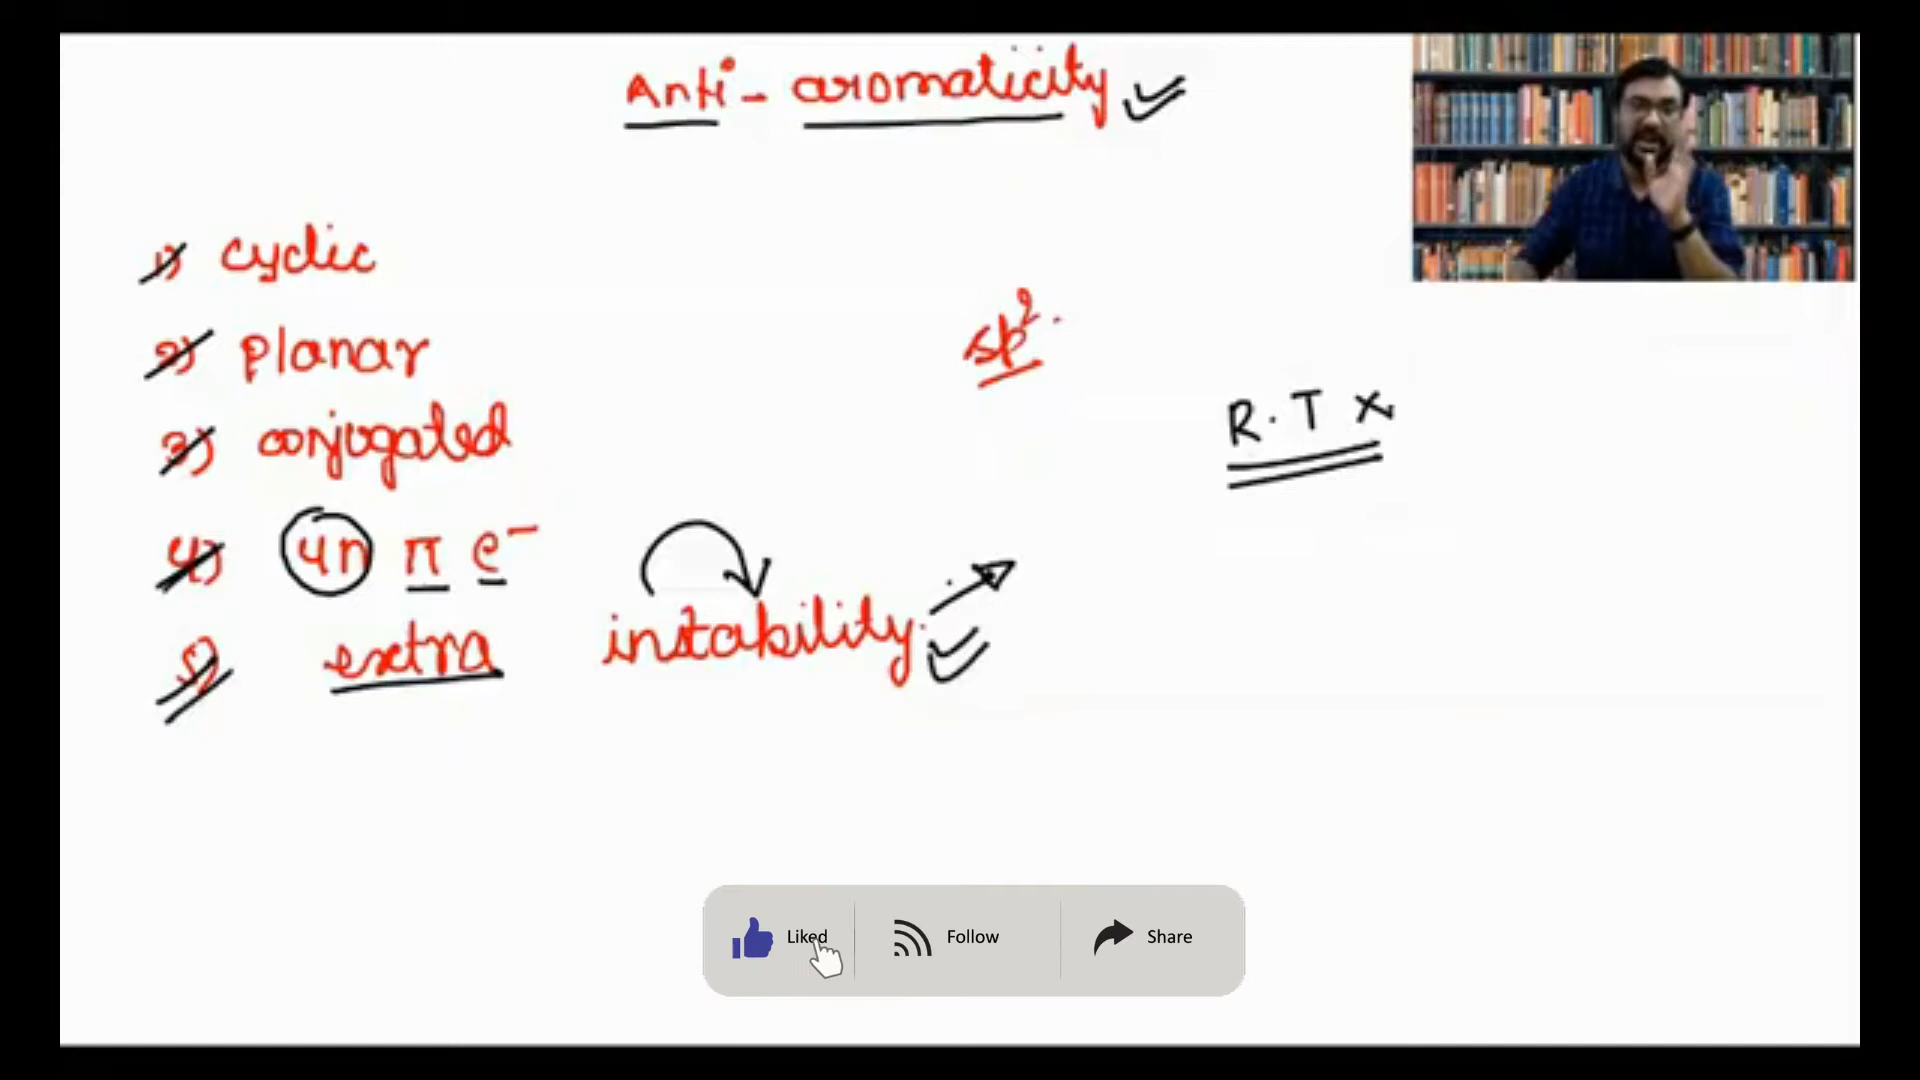 Anti - aromaticity
1) cyclic
2) planar
sp².
R.T x
3) conjugated
4) 4n π e⁻
5) extra instability.
Liked Follow Share